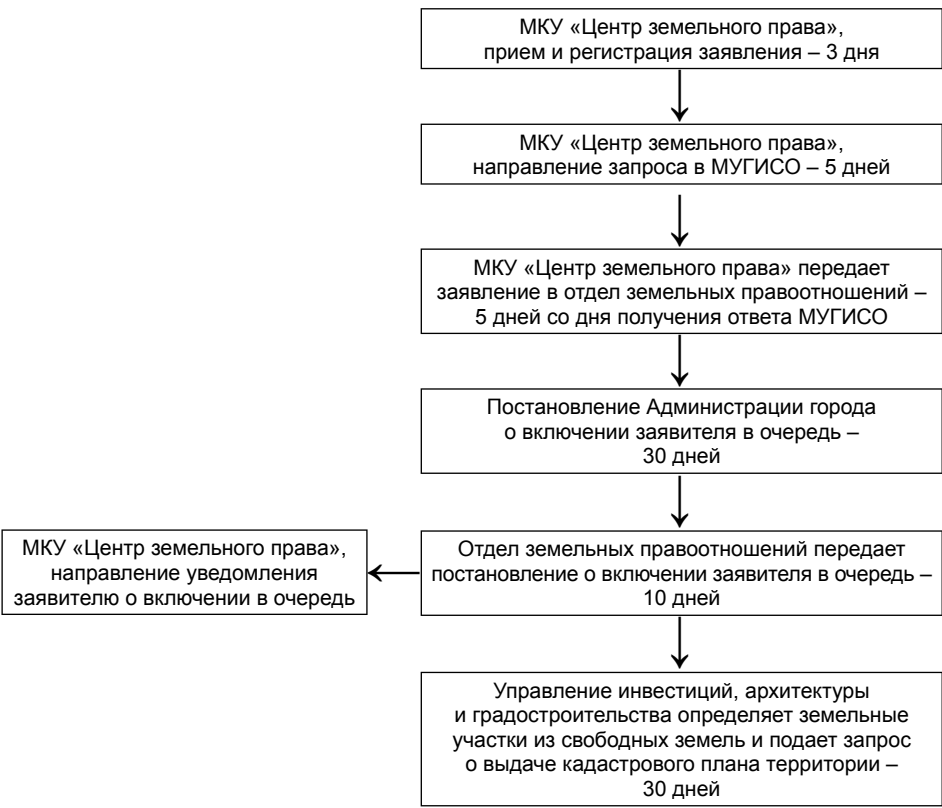 МКУ «Центр земельного права»,
прием и регистрация заявления – 3 дня
МКУ «Центр земельного права»,
направление запроса в МУГИСО – 5 дней
МКУ «Центр земельного права» передает
заявление в отдел земельных правоотношений –
5 дней со дня получения ответа МУГИСО
Постановление Администрации города
о включении заявителя в очередь –
30 дней
МКУ «Центр земельного права»,
направление уведомления
заявителю о включении в очередь
Отдел земельных правоотношений передает
постановление о включении заявителя в очередь –
10 дней
Управление инвестиций, архитектуры
и градостроительства определяет земельные
участки из свободных земель и подает запрос
о выдаче кадастрового плана территории –
30 дней